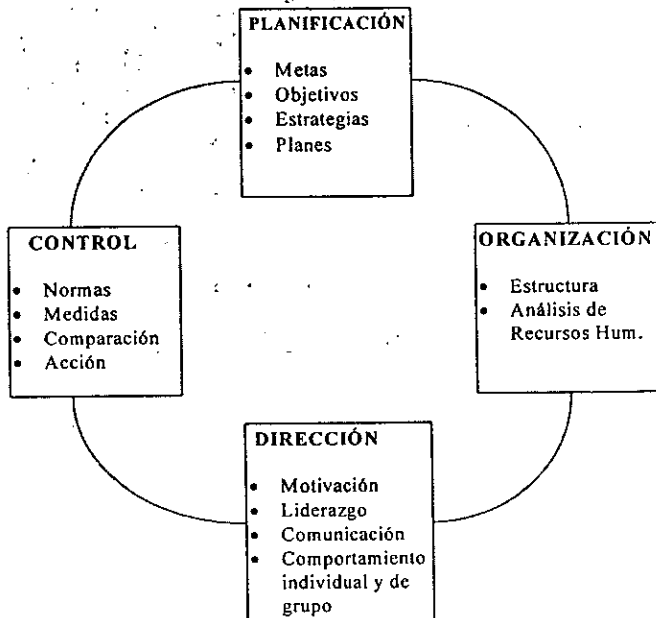 PLANIFICACIÓN
• Metas
• Objetivos
• Estrategias
• Planes
CONTROL
• Normas
• Medidas
• Comparación
• Acción
ORGANIZACIÓN
• Estructura
• Análisis de
Recursos Hum.
DIRECCIÓN
• Motivación
• Liderazgo
• Comunicación
• Comportamiento
individual y de
grupo